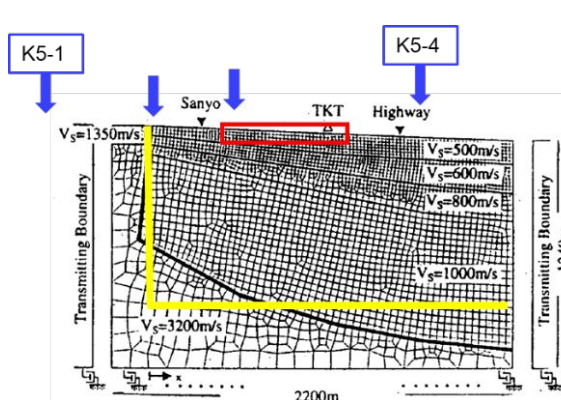 K5-1
K5-4
Sanyo
TKT
Highway
Vs=1350m/s
Vs=500m/s
Vs=600m/s
Vs=800m/s
Vs=1000m/s
Vs=3200m/s
Transmitting Boundary
Transmitting Boundary
x
2200m